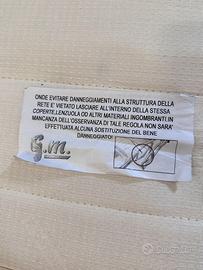 ONDE EVITARE DANNEGGIAMENTI ALLA STRUTTURA DELLA
RETE E' VIETATO LASCIARE ALL'INTERNO DELLA STESSA
COPERTE,LENZUOLA OD ALTRI MATERIALI INGOMBRANTI.IN
MANCANZA DELL'OSSERVANZA DI TALE REGOLA NON SARA'
EFFETTUATA ALCUNA SOSTITUZIONE DEL BENE
DANNEGGIATO!
G.m.
subito